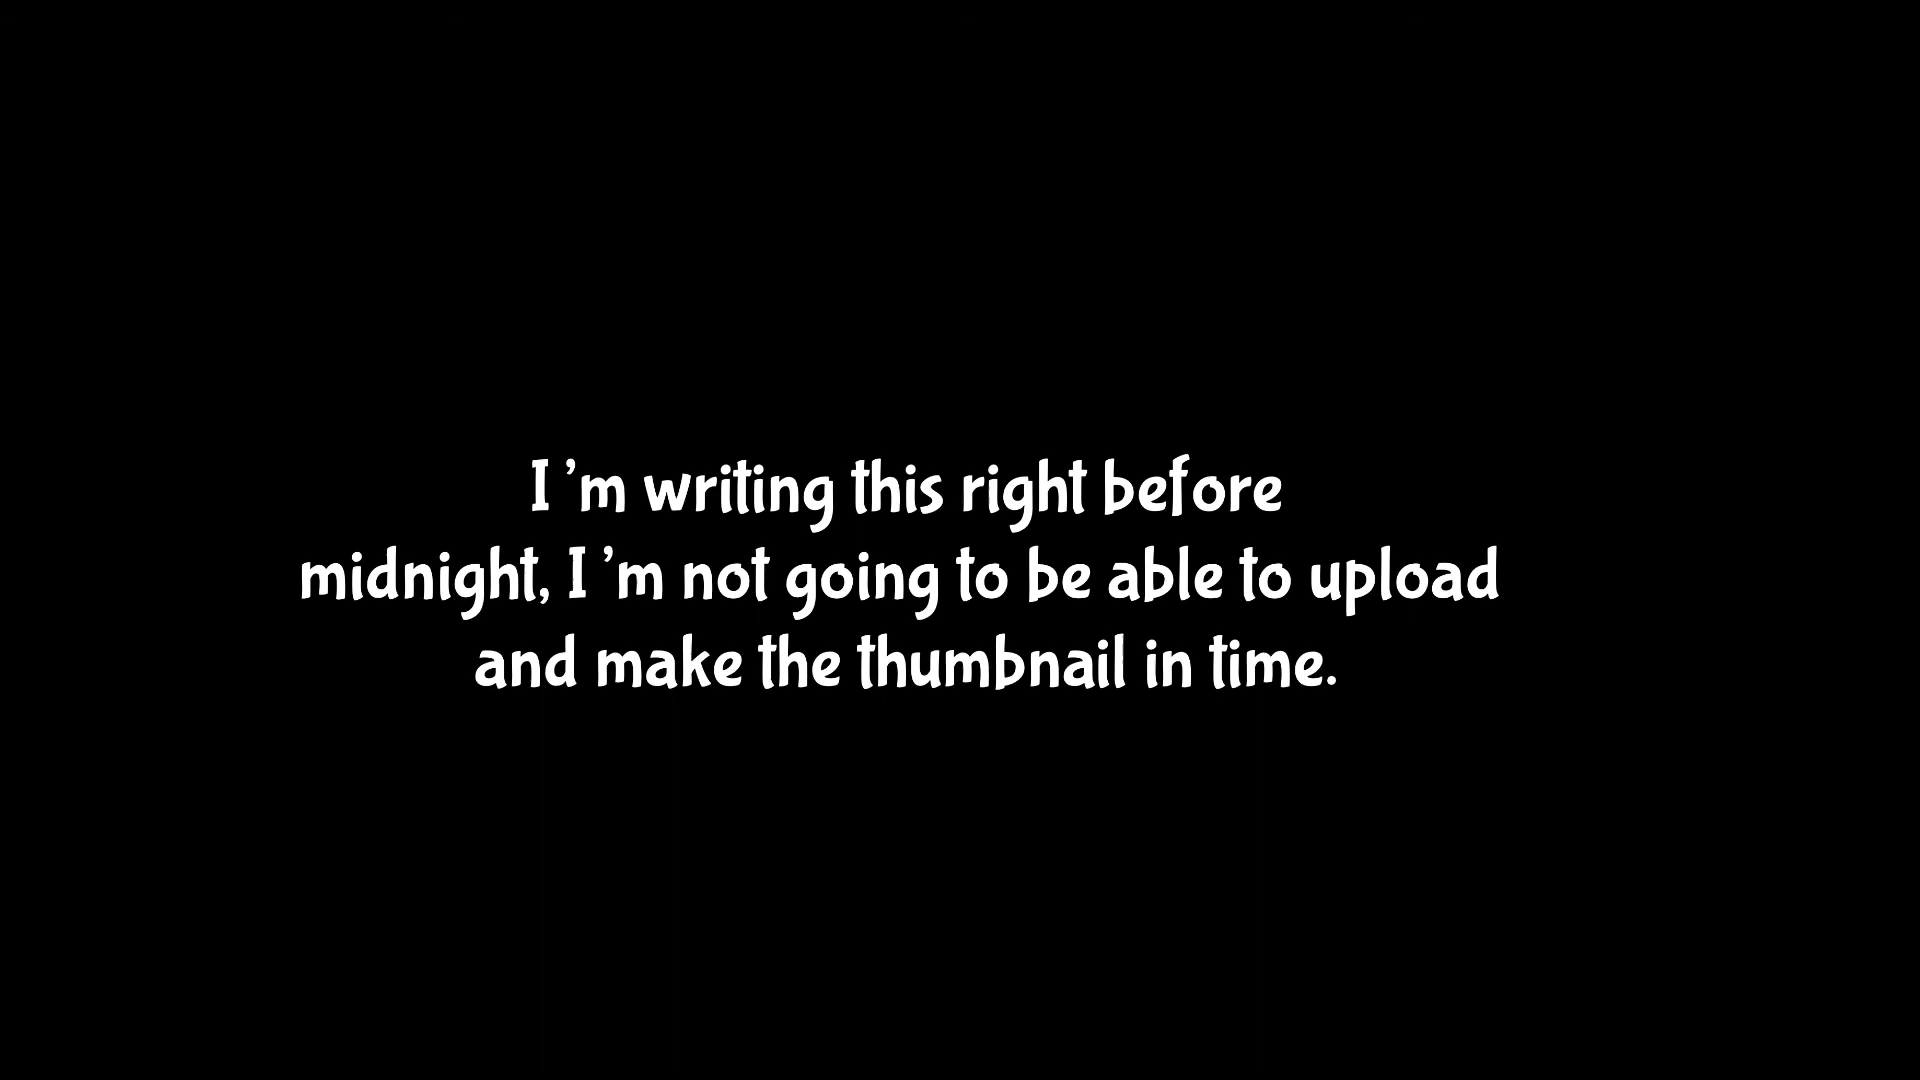 I 'm writing this right before
midnight, I 'm not going to be able to upload
and make the thumbnail in time.